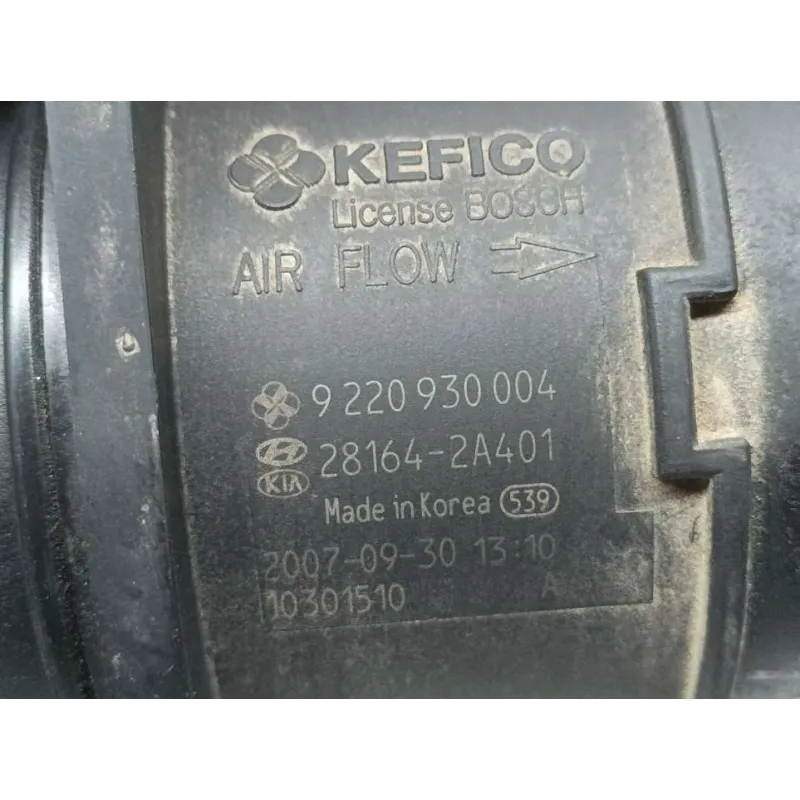 KEFICO
License BOSCH
AIR FLOW
9 220 930 004
28164-2A401
KIA
Made in Korea 539
2007-09-30 13:10
10301510 A